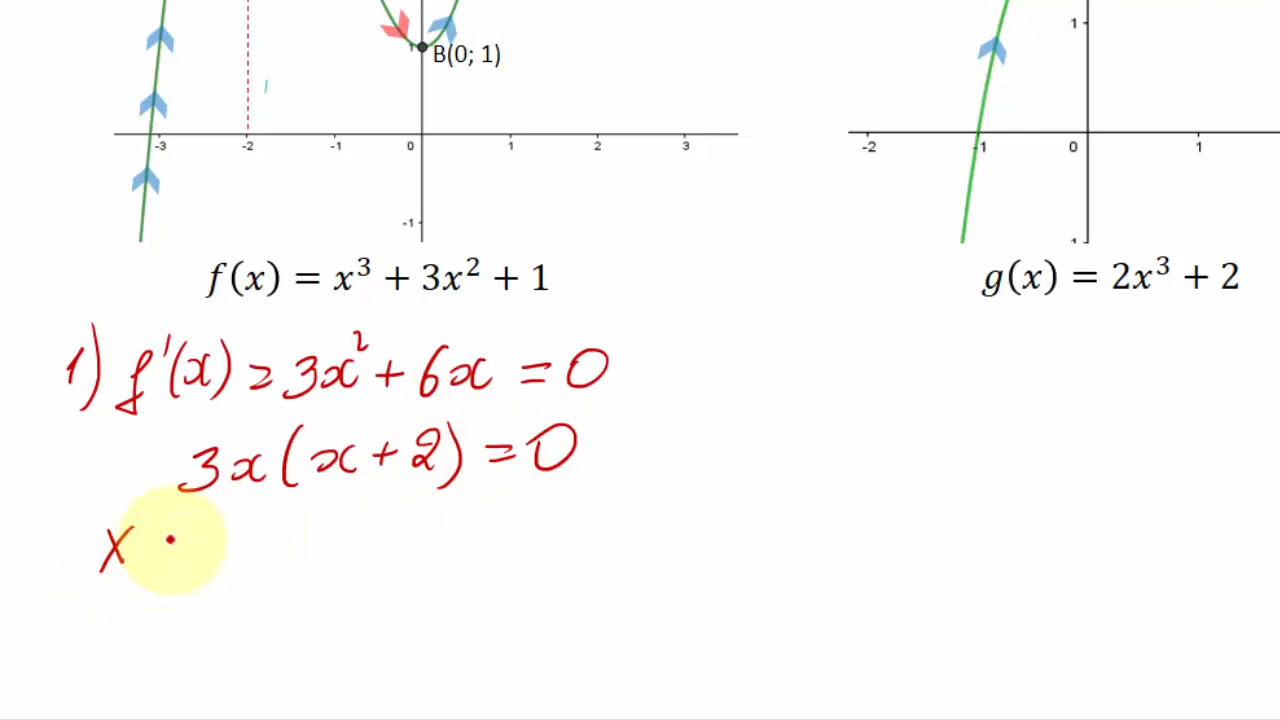 1
B(0; 1)
-3 -2 -1 0 1 2 3
-1
1
-2 -1 0 1
1
f(x) = x³ + 3x² + 1
g(x) = 2x³ + 2
1) f'(x) = 3x² + 6x = 0
3x(x + 2) = 0
x